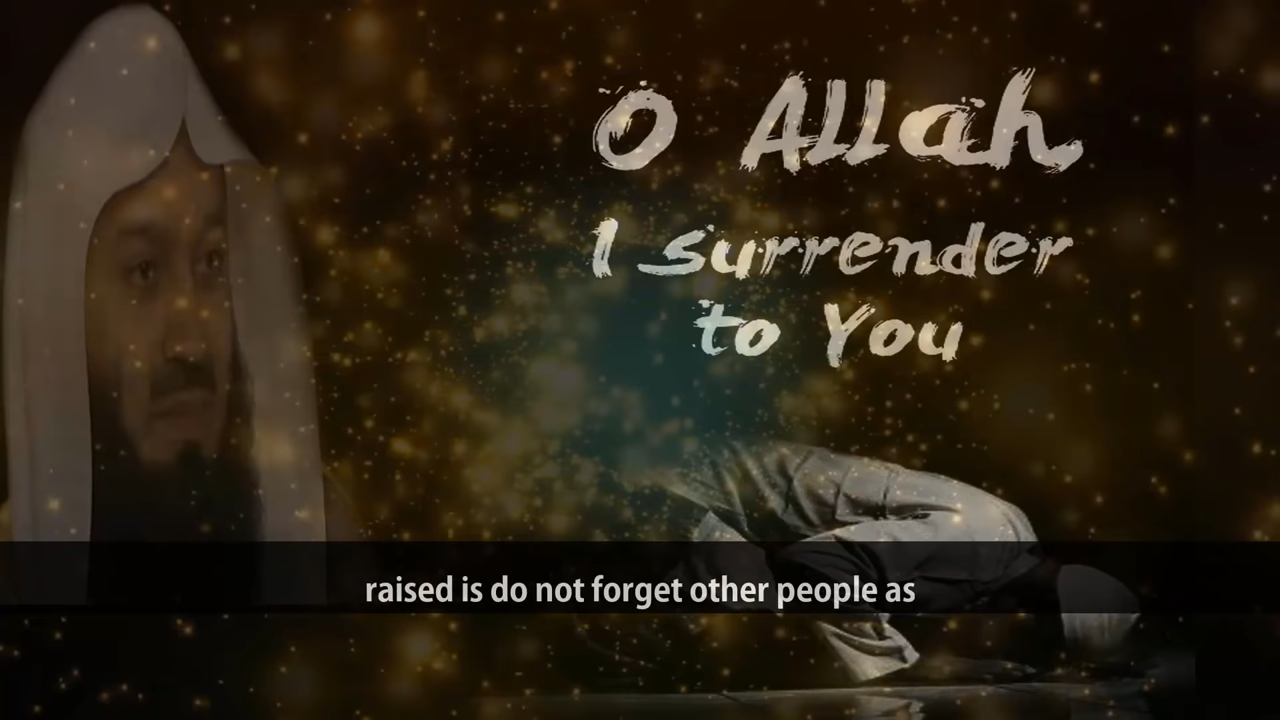 O Allah
I surrender
to You
raised is do not forget other people as